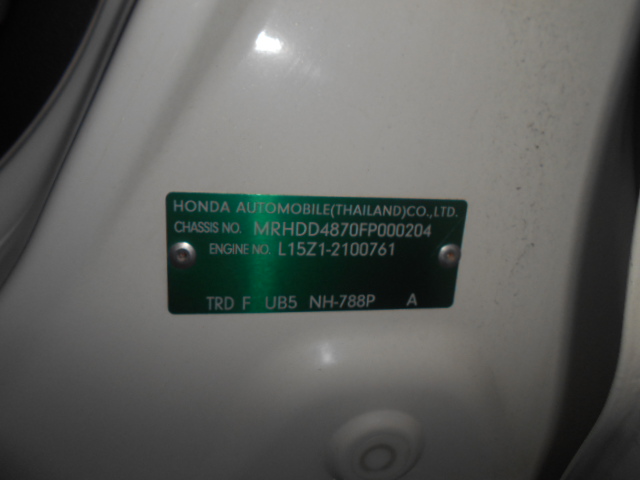 HONDA AUTOMOBILE(THAILAND)CO.,LTD.
CHASSIS NO. MRHDD4870FP000204
ENGINE NO. L15Z1-2100761
TRD F UB5 NH-788P A